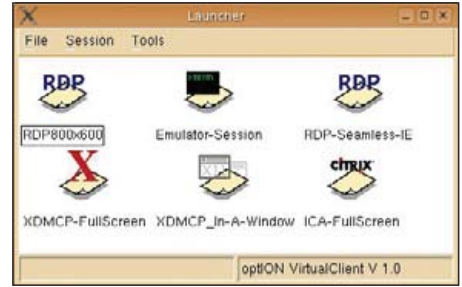 Launcher
File Session Tools
RDP RDP
RDP800x600 Emulator-Session RDP-Seamless-IE
X X CITRIX
XDMCP-FullScreen XDMCP_In-A-Window ICA-FullScreen
optION VirtualClient V 1.0